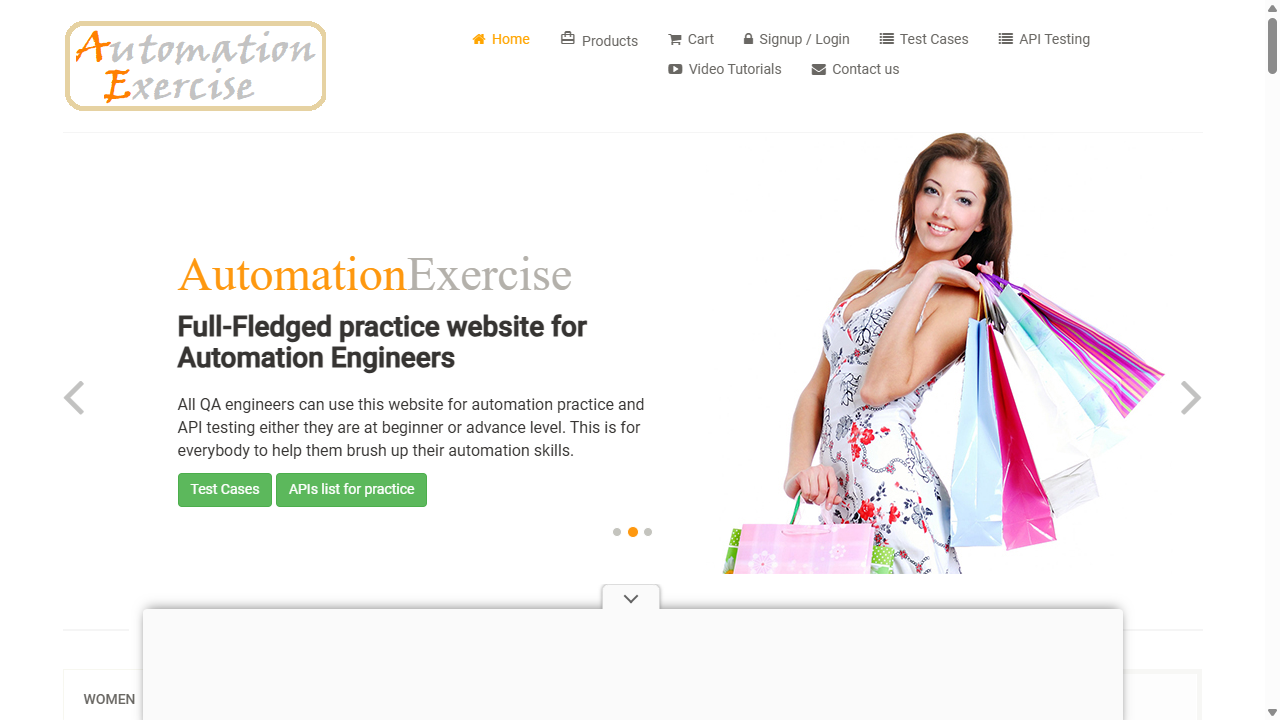 Automation
Exercise
Home
Products
Cart
Signup / Login
Test Cases
API Testing
Video Tutorials
Contact us
AutomationExercise
Full-Fledged practice website for
Automation Engineers
All QA engineers can use this website for automation practice and
API testing either they are at beginner or advance level. This is for
everybody to help them brush up their automation skills.
Test Cases
APIs list for practice
WOMEN